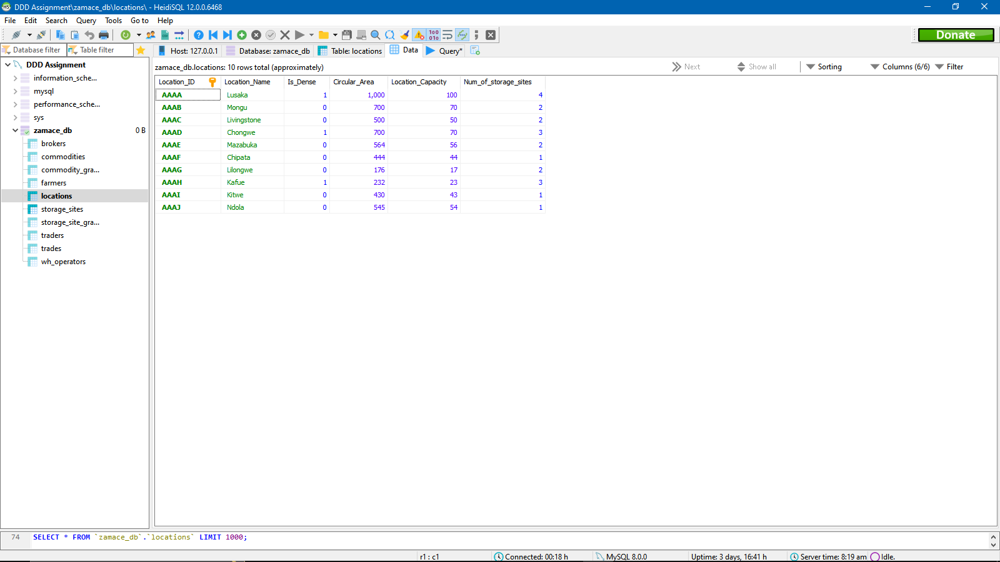 DDD Assignment\zamace_db\locations\ - HeidiSQL 12.0.0.6468
File Edit Search Query Tools Go to Help
Donate
Database filter Table filter Host: 127.0.0.1 Database: zamace_db Table: locations Data Query*
DDD Assignment
information_sche...
mysql
performance_sche...
sys
zamace_db 0 B
brokers
commodities
commodity_gra...
farmers
locations
storage_sites
storage_site_gra...
traders
trades
wh_operators
zamace_db.locations: 10 rows total (approximately) Next Show all Sorting Columns (6/6) Filter
Location_ID Location_Name Is_Dense Circular_Area Location_Capacity Num_of_storage_sites
AAAA Lusaka 1 1,000 100 4
AAAB Mongu 0 700 70 2
AAAC Livingstone 0 500 50 2
AAAD Chongwe 1 700 70 3
AAAE Mazabuka 0 564 56 2
AAAF Chipata 0 444 44 1
AAAG Lilongwe 0 176 17 2
AAAH Kafue 1 232 23 3
AAAI Kitwe 0 430 43 1
AAAJ Ndola 0 545 54 1
74 SELECT * FROM `zamace_db`.`locations` LIMIT 1000;
r1 : c1 Connected: 00:18 h MySQL 8.0.0 Uptime: 3 days, 16:41 h Server time: 8:19 am Idle.